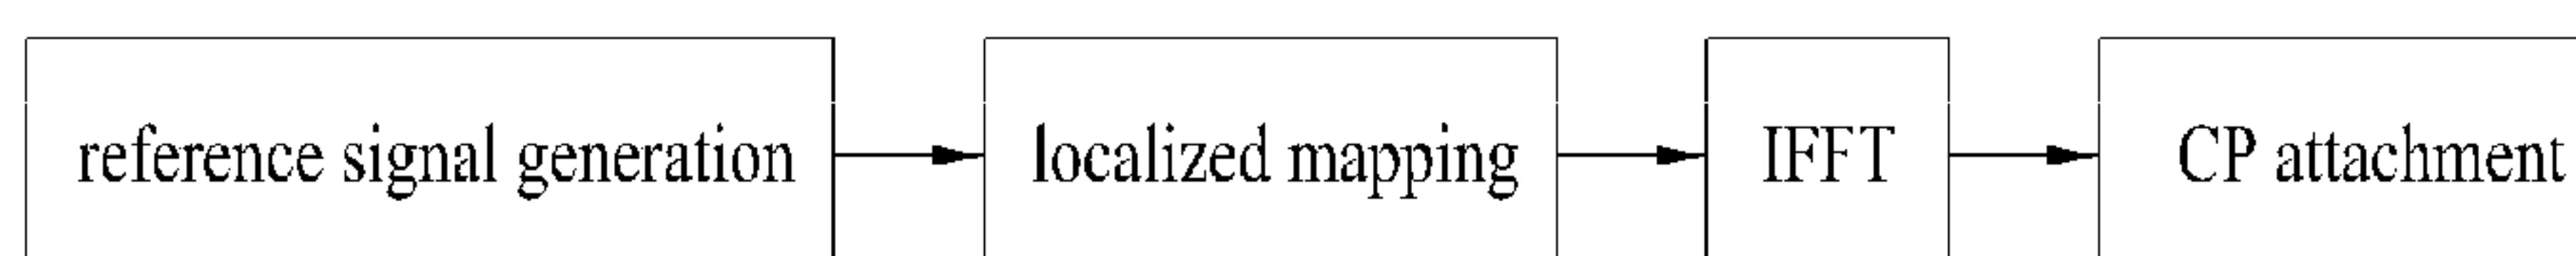 reference signal generation localized mapping IFFT CP attachment